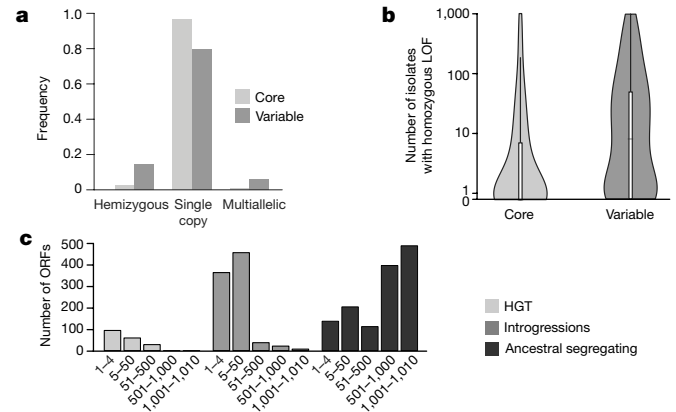 a
1.0
0.8
0.6
0.4
0.2
0
Frequency
Hemizygous
Single
copy
Multiallelic
Core
Variable
b
1,000
100
10
1
0
Number of isolates
with homozygous LOF
Core
Variable
c
500
400
300
200
100
0
Number of ORFs
1–4
5–50
51–500
501–1,000
1,001–1,010
1–4
5–50
51–500
501–1,000
1,001–1,010
1–4
5–50
51–500
501–1,000
1,001–1,010
HGT
Introgressions
Ancestral segregating